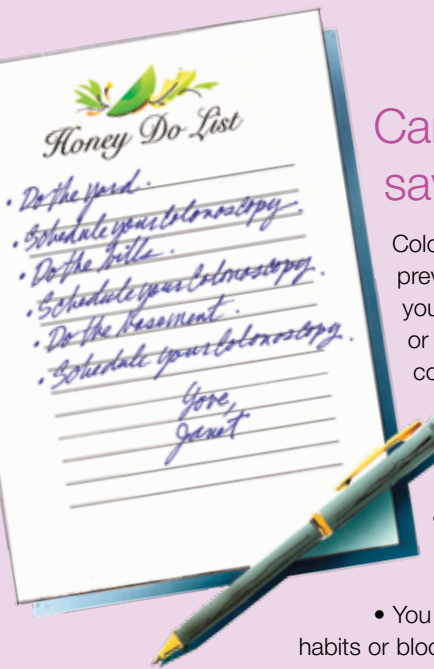 Honey Do List
• Do the yard.
• Schedule your Colonoscopy.
• Do the bills.
• Schedule your Colonoscopy.
• Do the basement.
• Schedule your Colonoscopy.
Love,
Janet
Ca
sa
Colo
prev
you
or
co
• You
habits or bloo